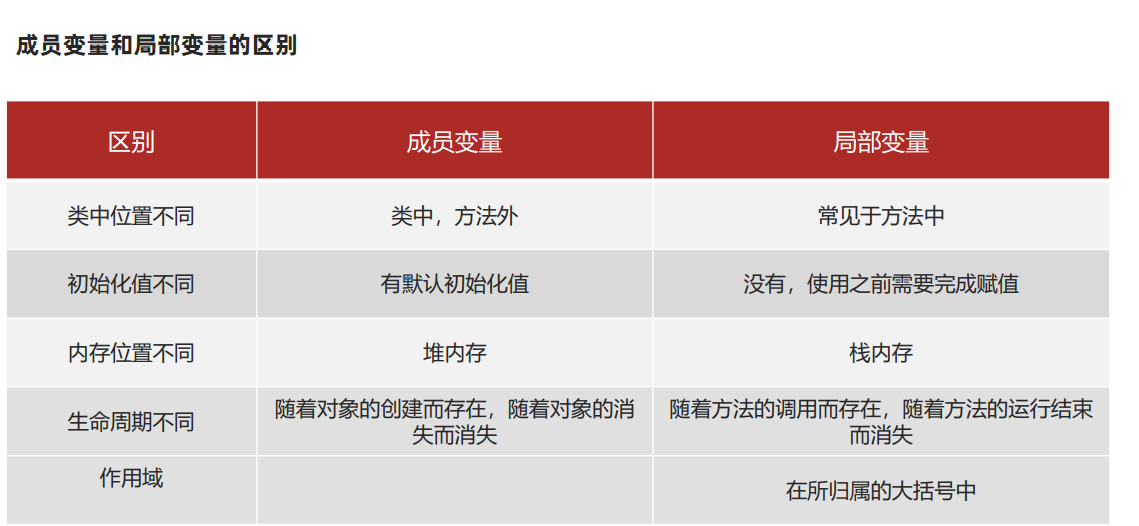 成员变量和局部变量的区别
区别 成员变量 局部变量
类中位置不同 类中，方法外 常见于方法中
初始化值不同 有默认初始化值 没有，使用之前需要完成赋值
内存位置不同 堆内存 栈内存
生命周期不同 随着对象的创建而存在，随着对象的消 随着方法的调用而存在，随着方法的运行结束
失而消失 而消失
作用域 在所归属的大括号中